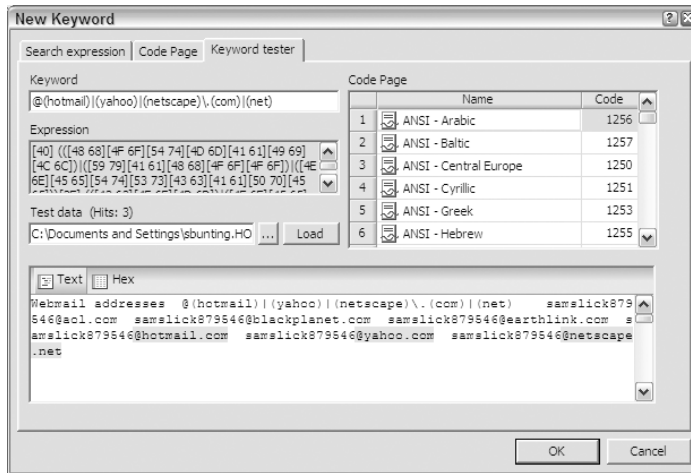 New Keyword
Search expression Code Page Keyword tester
Keyword
@(hotmail)|(yahoo)|(netscape)\.(com)|(net)
Expression
[40] (([48 68][4F 6F][54 74][4D 6D][41 61][49 69]
[4C 6C])|([59 79][41 61][48 68][4F 6F][4F 6F])|([4E
6E][45 65][54 74][53 73][43 63][41 61][50 70][45
Test data (Hits: 3)
C:\Documents and Settings\sbunting.HO ... Load
Code Page
Name Code
1 ANSI - Arabic 1256
2 ANSI - Baltic 1257
3 ANSI - Central Europe 1250
4 ANSI - Cyrillic 1251
5 ANSI - Greek 1253
6 ANSI - Hebrew 1255
Text Hex
Webmail addresses @(hotmail)|(yahoo)|(netscape)\.(com)|(net) samslick879
546@aol.com samslick879546@blackplanet.com samslick879546@earthlink.com s
amslick879546@hotmail.com samslick879546@yahoo.com samslick879546@netscape
.net
OK Cancel